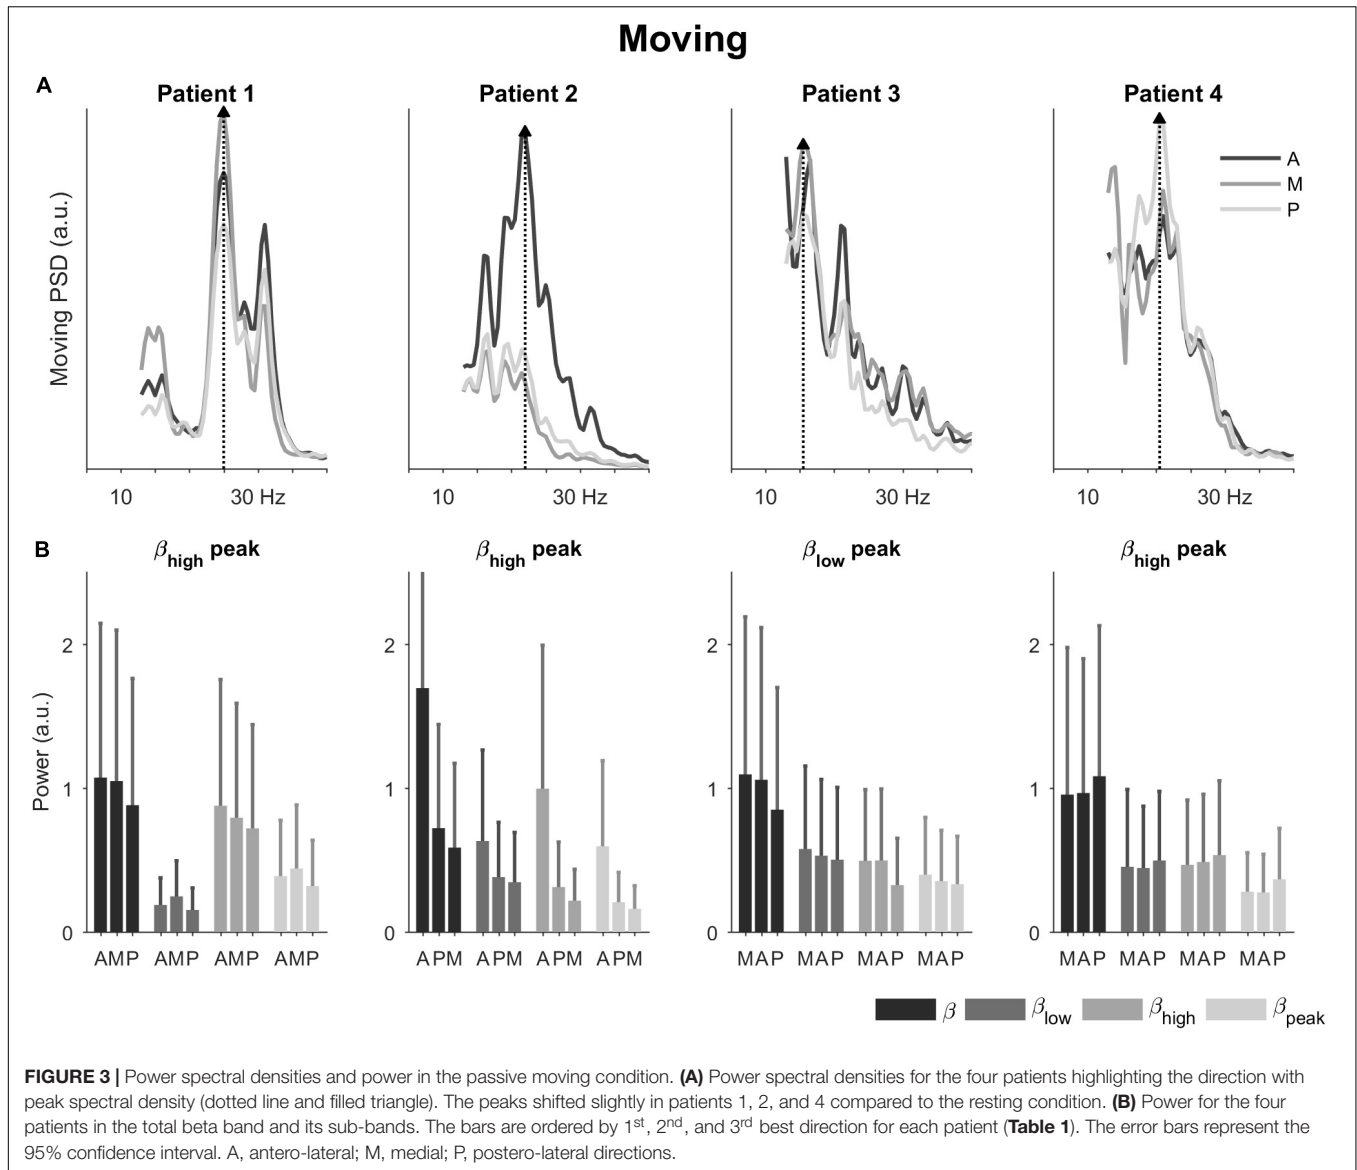 Moving
A
Patient 1 Patient 2 Patient 3 Patient 4
A
M
P
Moving PSD (a.u.)
10 30 Hz 10 30 Hz 10 30 Hz 10 30 Hz
B
βhigh peak βhigh peak βlow peak βhigh peak
Power (a.u.)
2 2 2 2
1 1 1 1
0 0 0 0
AMP AMP AMP AMP APM APM APM APM MAP MAP MAP MAP MAP MAP MAP MAP
β βlow βhigh βpeak
FIGURE 3 | Power spectral densities and power in the passive moving condition. (A) Power spectral densities for the four patients highlighting the direction with
peak spectral density (dotted line and filled triangle). The peaks shifted slightly in patients 1, 2, and 4 compared to the resting condition. (B) Power for the four
patients in the total beta band and its sub-bands. The bars are ordered by 1st, 2nd, and 3rd best direction for each patient (Table 1). The error bars represent the
95% confidence interval. A, antero-lateral; M, medial; P, postero-lateral directions.